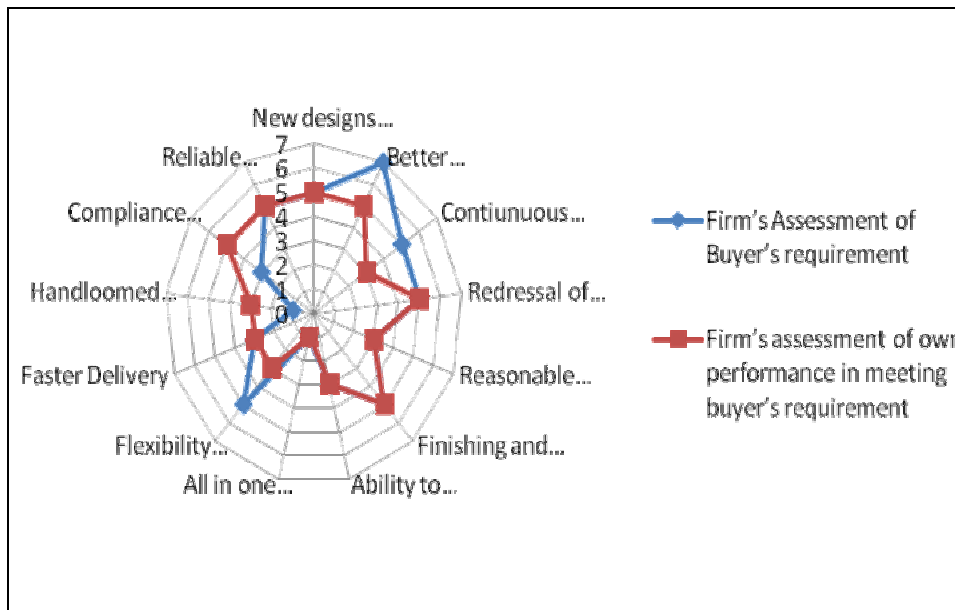 New designs...
Better...
Contiunuous...
Redressal of...
Reasonable...
Finishing and...
Ability to...
All in one...
Flexibility...
Faster Delivery
Handloomed...
Compliance...
Reliable...
7
6
5
4
3
2
1
0
Firm's Assessment of
Buyer's requirement
Firm's assessment of own
performance in meeting
buyer's requirement